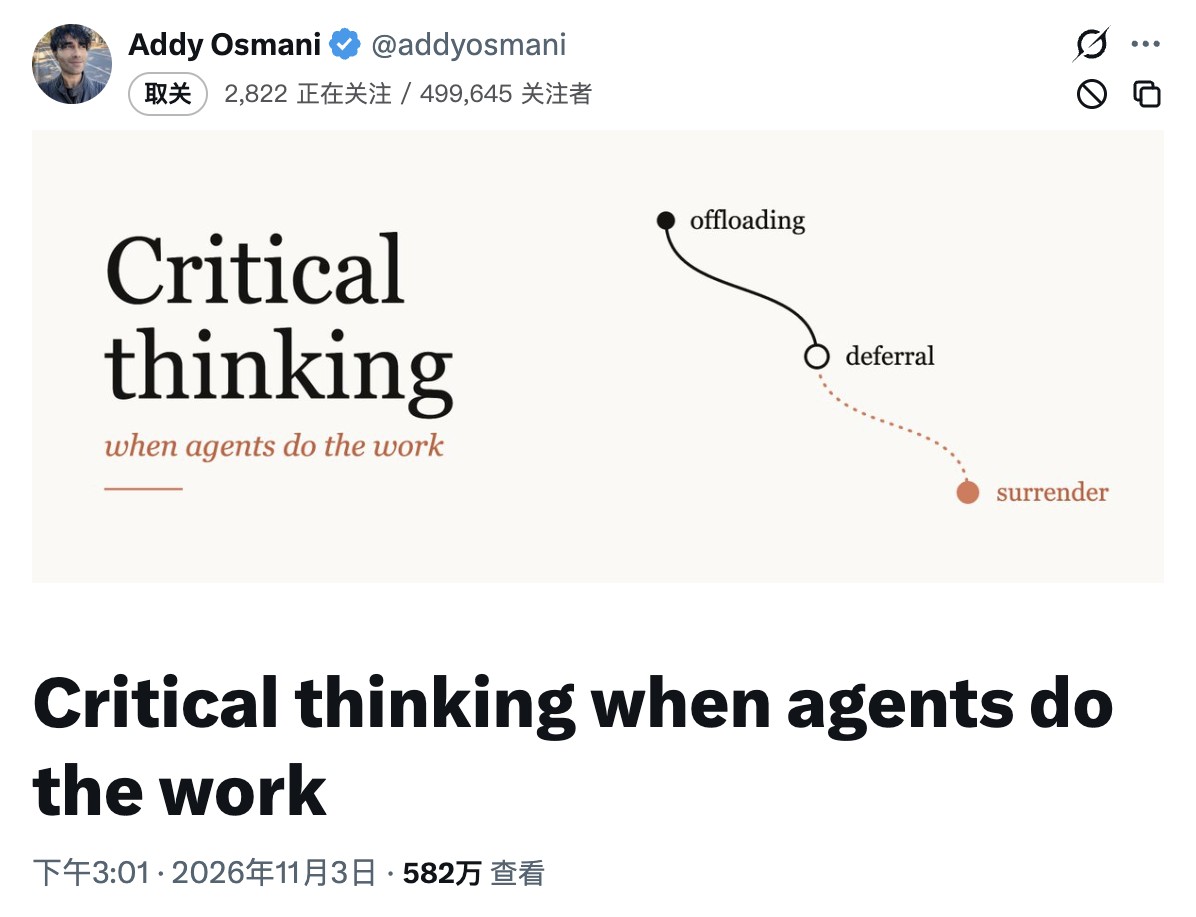 Addy Osmani @addyosmani
取关 2,822 正在关注 / 499,645 关注者
Critical
thinking
when agents do the work
offloading
deferral
surrender
Critical thinking when agents do
the work
下午3:01 · 2026年11月3日 · 582万 查看